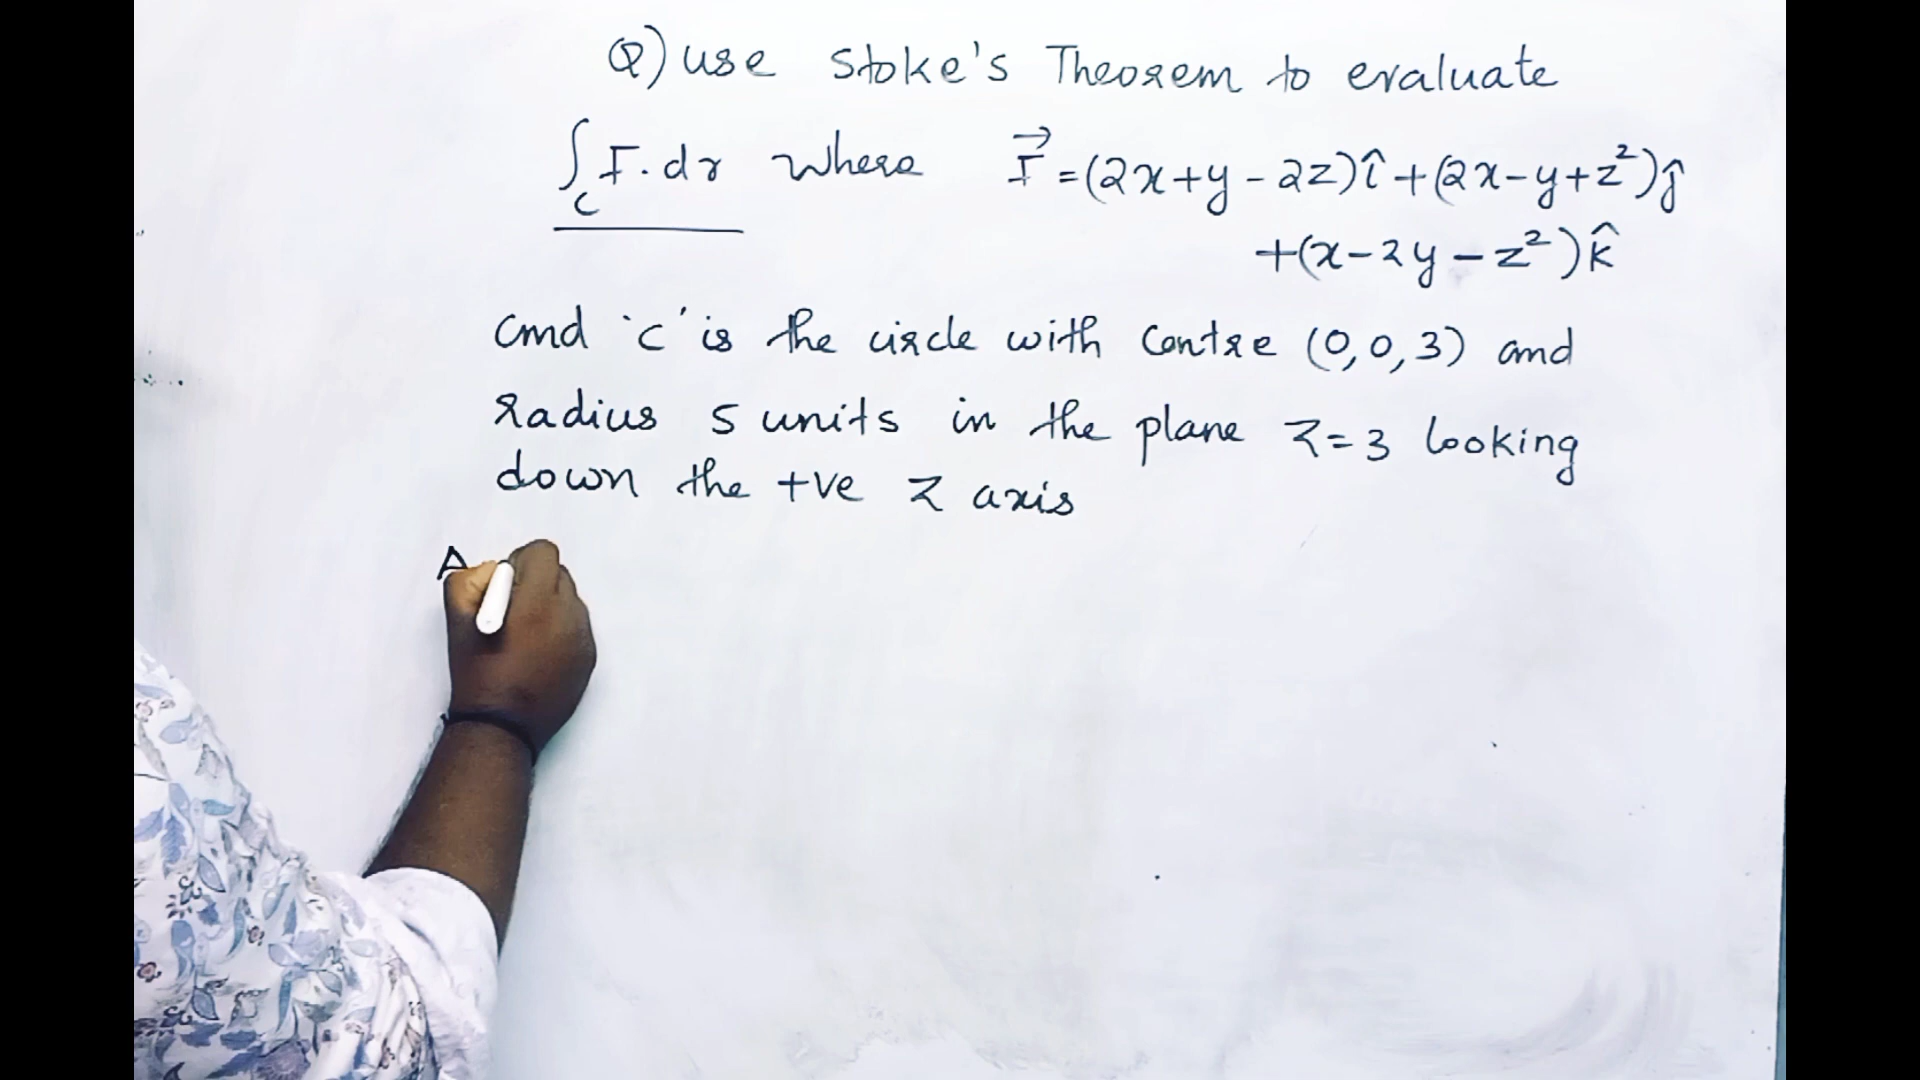 Q) use Stoke's Theorem to evaluate
∫_C F.dr where F⃗ = (2x+y-2z)î+(2x-y+z²)ĵ
+(x-2y-z²)k̂
and 'c' is the circle with centre (0,0,3) and
radius 5 units in the plane z=3 looking
down the +ve z axis
A